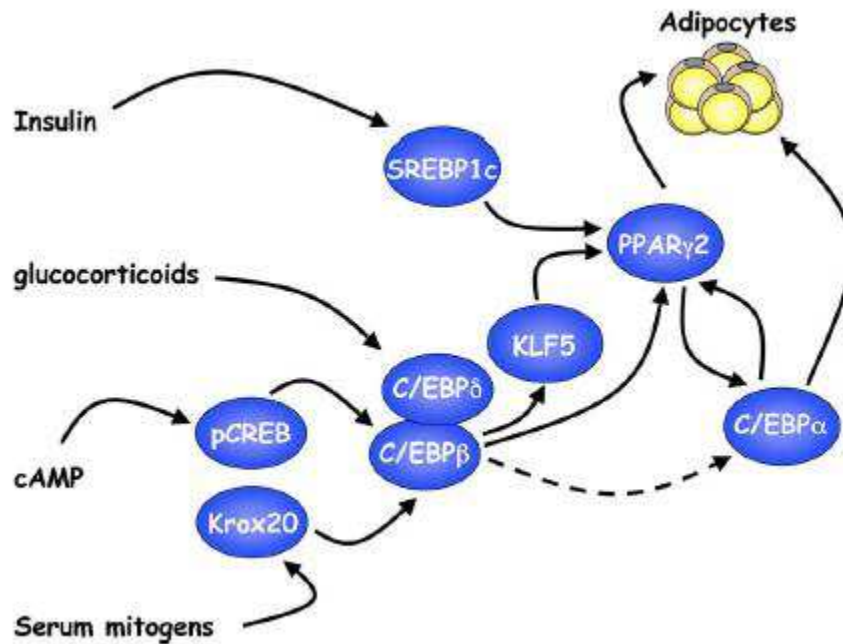 Adipocytes
Insulin
SREBP1c
PPARγ2
glucocorticoids
KLF5
C/EBPδ
C/EBPα
pCREB
C/EBPβ
cAMP
Krox20
Serum mitogens